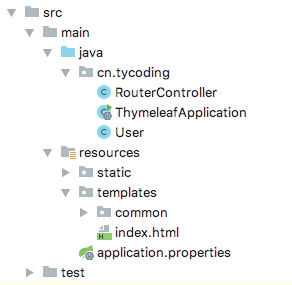 src
main
java
cn.tycoding
RouterController
ThymeleafApplication
User
resources
static
templates
common
index.html
application.properties
test